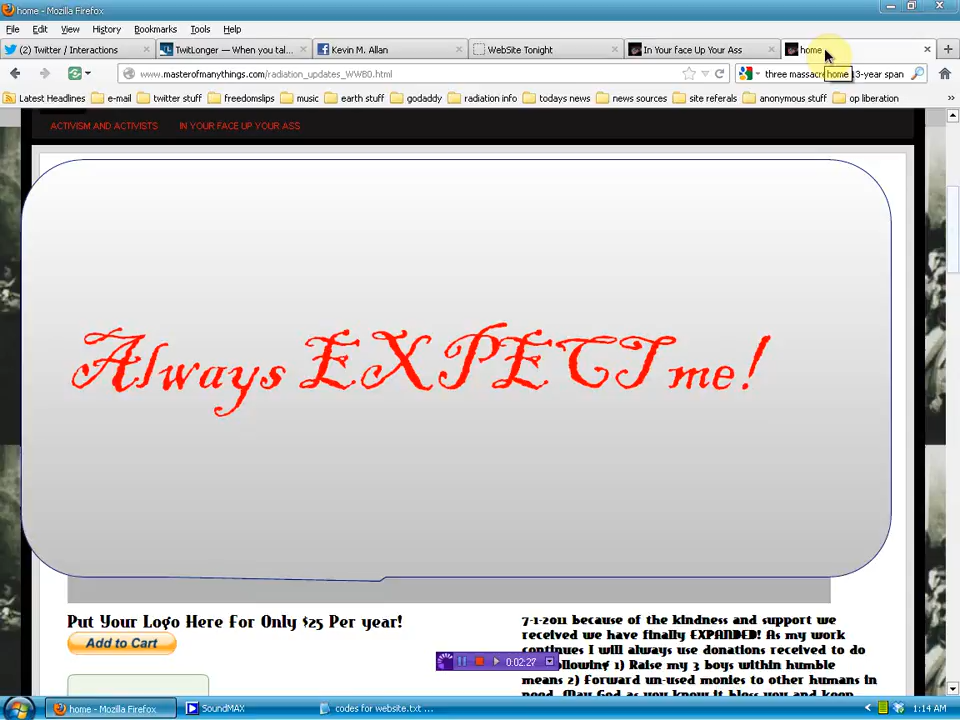 home - Mozilla Firefox
File Edit View History Bookmarks Tools Help
(2) Twitter / Interactions
TwitLonger — When you tal...
Kevin M. Allan
WebSite Tonight
In Your face Up Your Ass
home
www.masterofmanythings.com/radiation_updates_WW80.html
three massacre
home
13-year span
Latest Headlines e-mail twitter stuff freedomslips music earth stuff godaddy radiation info todays news news sources site referals anonymous stuff op liberation
ACTIVISM AND ACTIVISTS IN YOUR FACE UP YOUR ASS
Always EXPECT me!
Put Your Logo Here for Only $25 Per year!
Add to Cart
7-1-2011 because of the kindness and support we
received we have finally EXPANDED! As my work
continues I will always use donations received to do
following 1) Raise my 3 boys within humble
means 2) forward un-used monies to other humans in
need. May God as you know it bless you and keep
0:02:27
home - Mozilla Firefox
SoundMAX
codes for website.txt ...
1:14 AM